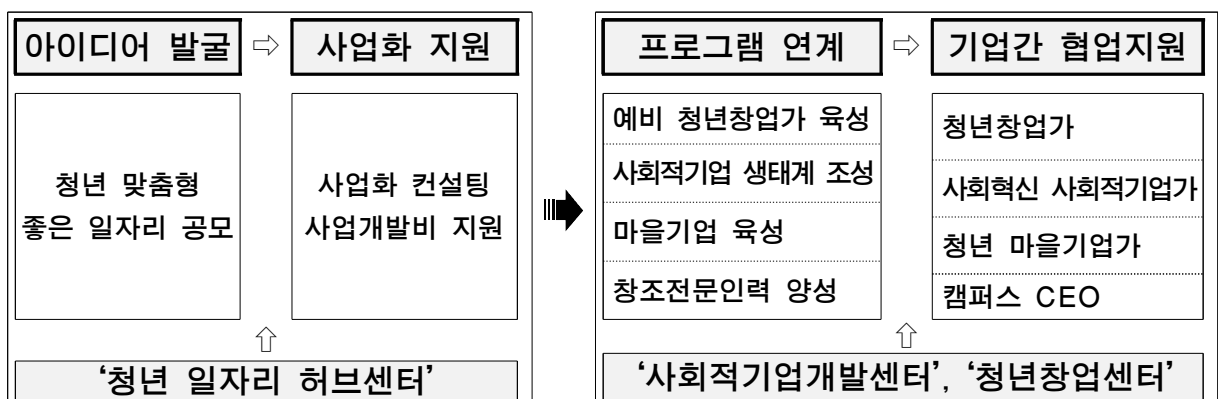 아이디어 발굴 ⇨ 사업화 지원
청년 맞춤형
좋은 일자리 공모
사업화 컨설팅
사업개발비 지원
⇧
‘청년 일자리 허브센터’
프로그램 연계 ⇨ 기업간 협업지원
예비 청년창업가 육성
사회적기업 생태계 조성
마을기업 육성
창조전문인력 양성
청년창업가
사회혁신 사회적기업가
청년 마을기업가
캠퍼스 CEO
⇧
‘사회적기업개발센터’, ‘청년창업센터’